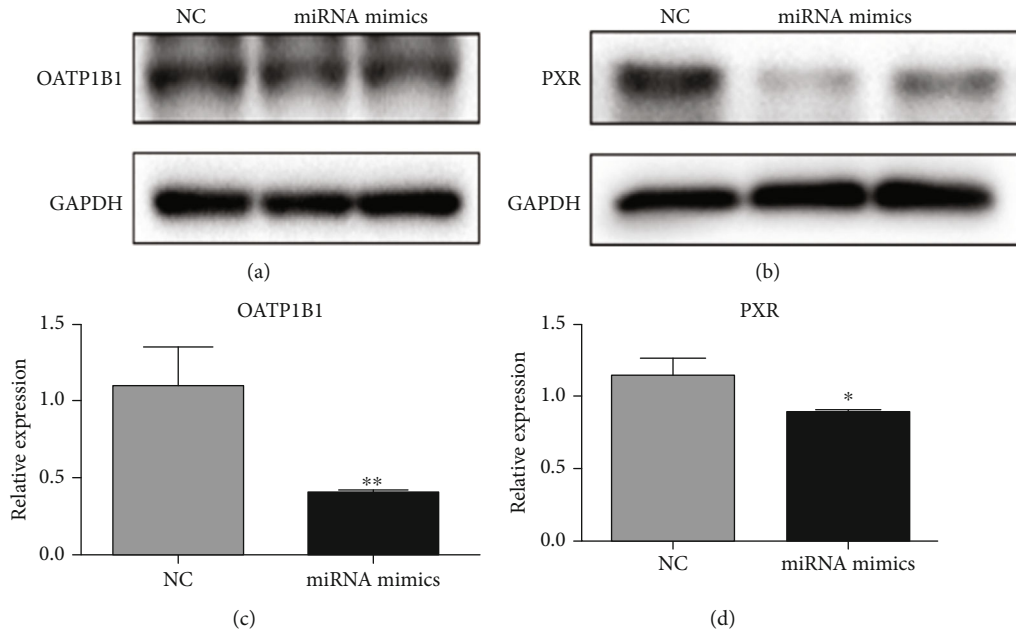 NC miRNA mimics
OATP1B1
GAPDH
(a)
NC miRNA mimics
PXR
GAPDH
(b)
OATP1B1
Relative expression
1.5
1.0
0.5
0.0
**
NC miRNA mimics
(c)
PXR
Relative expression
1.5
1.0
0.5
0.0
*
NC miRNA mimics
(d)